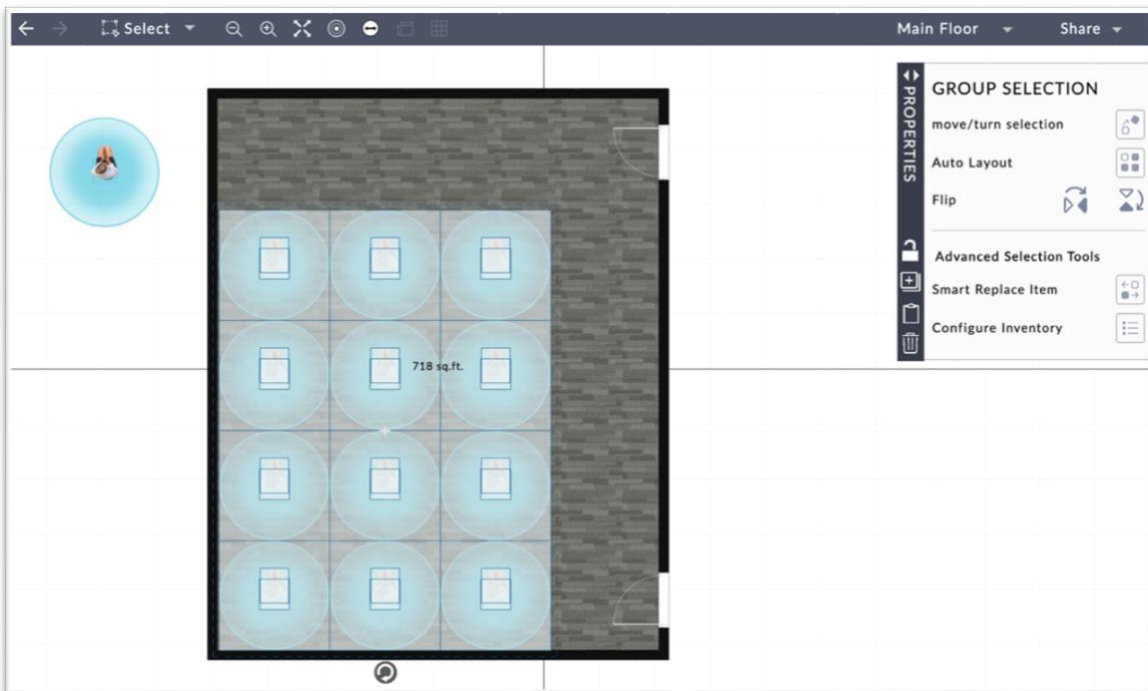 Select
Main Floor
Share
PROPERTIES
GROUP SELECTION
move/turn selection
Auto Layout
Flip
Advanced Selection Tools
Smart Replace Item
Configure Inventory
718 sq.ft.